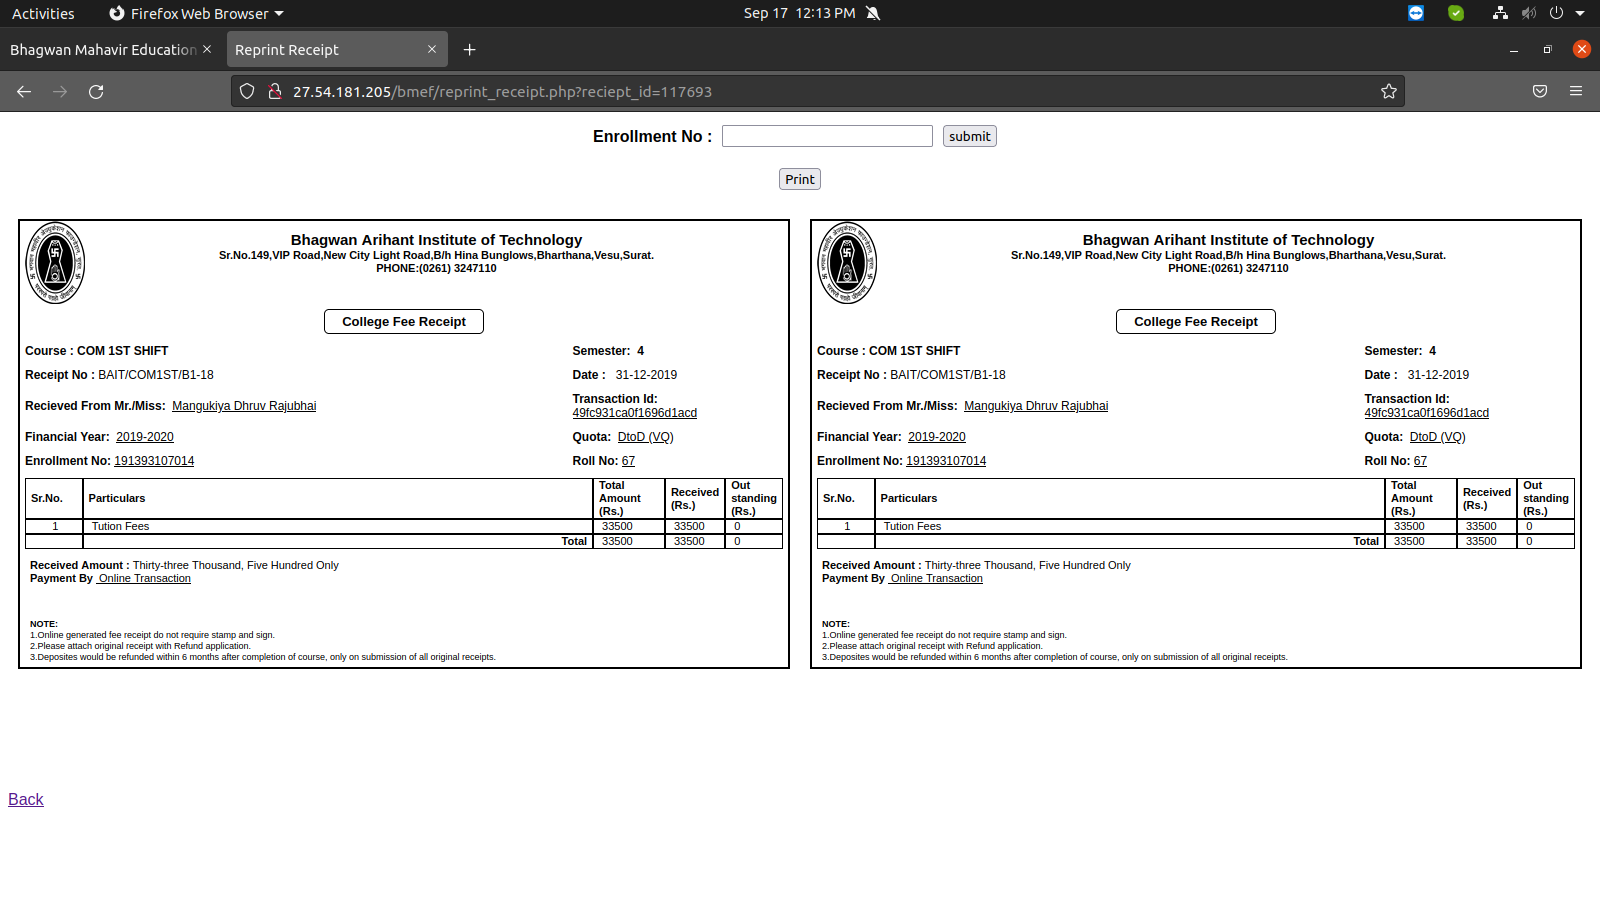 Activities Firefox Web Browser Sep 17 12:13 PM
Bhagwan Mahavir Education Reprint Receipt
27.54.181.205/bmef/reprint_receipt.php?reciept_id=117693
Enrollment No : submit
Print
Bhagwan Arihant Institute of Technology
Sr.No.149,VIP Road,New City Light Road,B/h Hina Bunglows,Bharthana,Vesu,Surat.
PHONE:(0261) 3247110
College Fee Receipt
Course : COM 1ST SHIFT Semester: 4
Receipt No : BAIT/COM1ST/B1-18 Date : 31-12-2019
Recieved From Mr./Miss: Mangukiya Dhruv Rajubhai Transaction Id:
49fc931ca0f1696d1acd
Financial Year: 2019-2020 Quota: DtoD (VQ)
Enrollment No: 191393107014 Roll No: 67
Sr.No. Particulars Total Amount (Rs.) Received (Rs.) Out standing (Rs.)
1 Tution Fees 33500 33500 0
Total 33500 33500 0
Received Amount : Thirty-three Thousand, Five Hundred Only
Payment By Online Transaction
NOTE:
1.Online generated fee receipt do not require stamp and sign.
2.Please attach original receipt with Refund application.
3.Deposites would be refunded within 6 months after completion of course, only on submission of all original receipts.
Bhagwan Arihant Institute of Technology
Sr.No.149,VIP Road,New City Light Road,B/h Hina Bunglows,Bharthana,Vesu,Surat.
PHONE:(0261) 3247110
College Fee Receipt
Course : COM 1ST SHIFT Semester: 4
Receipt No : BAIT/COM1ST/B1-18 Date : 31-12-2019
Recieved From Mr./Miss: Mangukiya Dhruv Rajubhai Transaction Id:
49fc931ca0f1696d1acd
Financial Year: 2019-2020 Quota: DtoD (VQ)
Enrollment No: 191393107014 Roll No: 67
Sr.No. Particulars Total Amount (Rs.) Received (Rs.) Out standing (Rs.)
1 Tution Fees 33500 33500 0
Total 33500 33500 0
Received Amount : Thirty-three Thousand, Five Hundred Only
Payment By Online Transaction
NOTE:
1.Online generated fee receipt do not require stamp and sign.
2.Please attach original receipt with Refund application.
3.Deposites would be refunded within 6 months after completion of course, only on submission of all original receipts.
Back